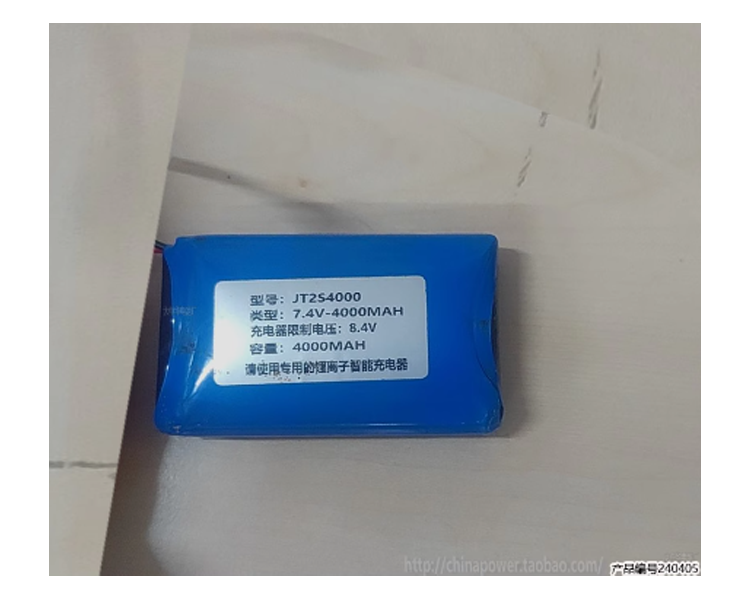 型号：JT2S4000
类型：7.4V-4000MAH
充电器限制电压：8.4V
容量：4000MAH
请使用专用的锂离子智能充电器
http://chinapower.taobao.com/
产品编号240405